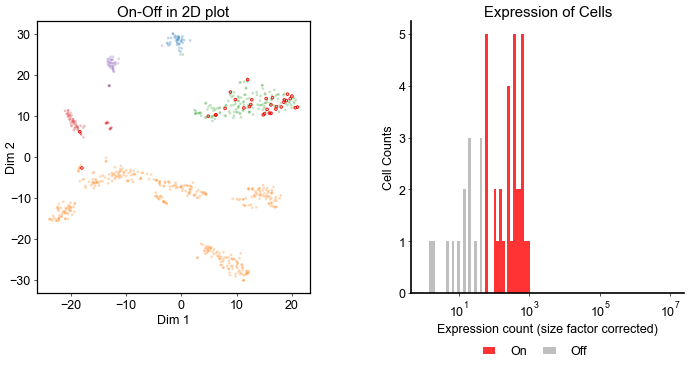 On-Off in 2D plot
Dim 2
30
20
10
0
−10
−20
−30
−20 −10 0 10 20
Dim 1
Expression of Cells
Cell Counts
5
4
3
2
1
0
10^1 10^3 10^5 10^7
Expression count (size factor corrected)
On Off